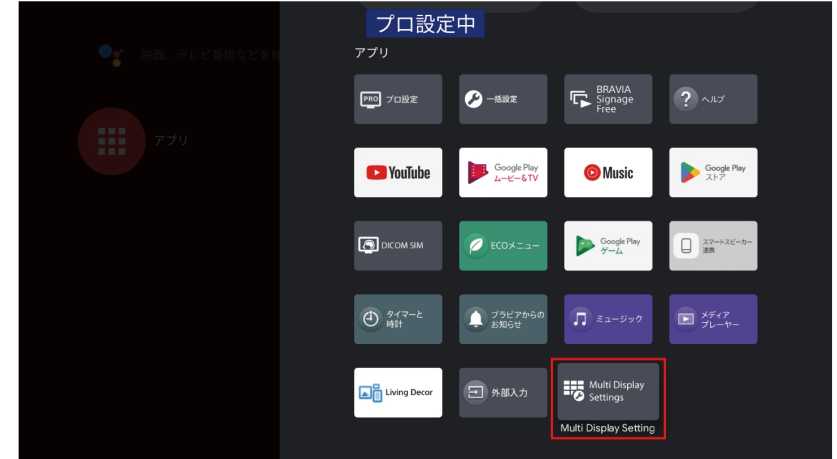 プロ設定中
映画、テレビ番組などを検
アプリ
アプリ
PRO プロ設定
一括設定
BRAVIA
Signage
Free
? ヘルプ
YouTube
Google Play
ムービー&TV
Music
Google Play
ストア
DICOM SIM
ECOメニュー
Google Play
ゲーム
スマートスピーカー
連携
タイマーと
時計
ブラビアからの
お知らせ
ミュージック
メディア
プレーヤー
Living Decor
外部入力
Multi Display
Settings
Multi Display Setting